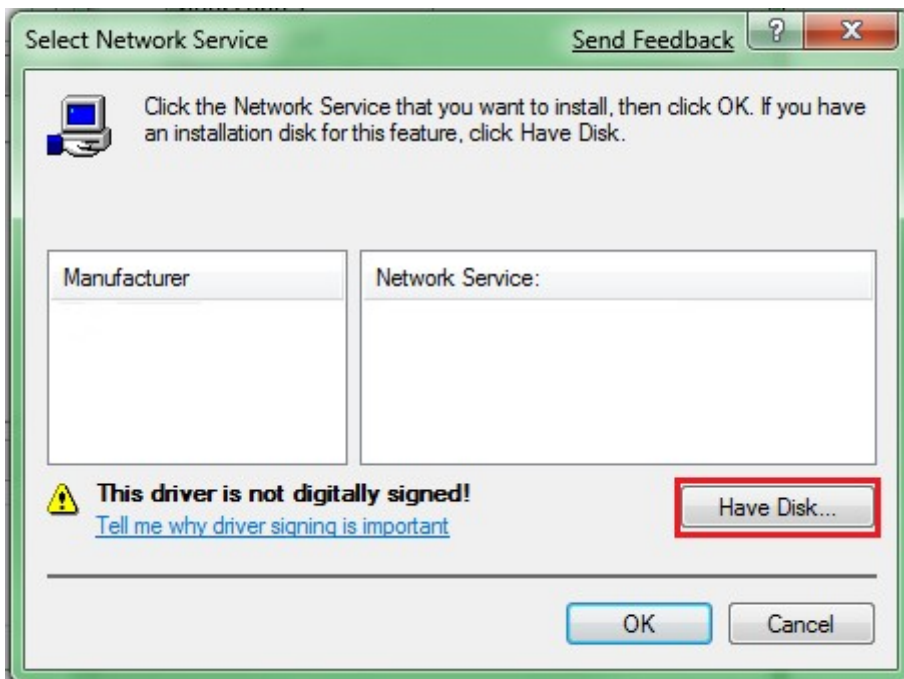 Select Network Service
Send Feedback
?
X
Click the Network Service that you want to install, then click OK. If you have
an installation disk for this feature, click Have Disk.
Manufacturer
Network Service:
This driver is not digitally signed!
Tell me why driver signing is important
Have Disk...
OK
Cancel